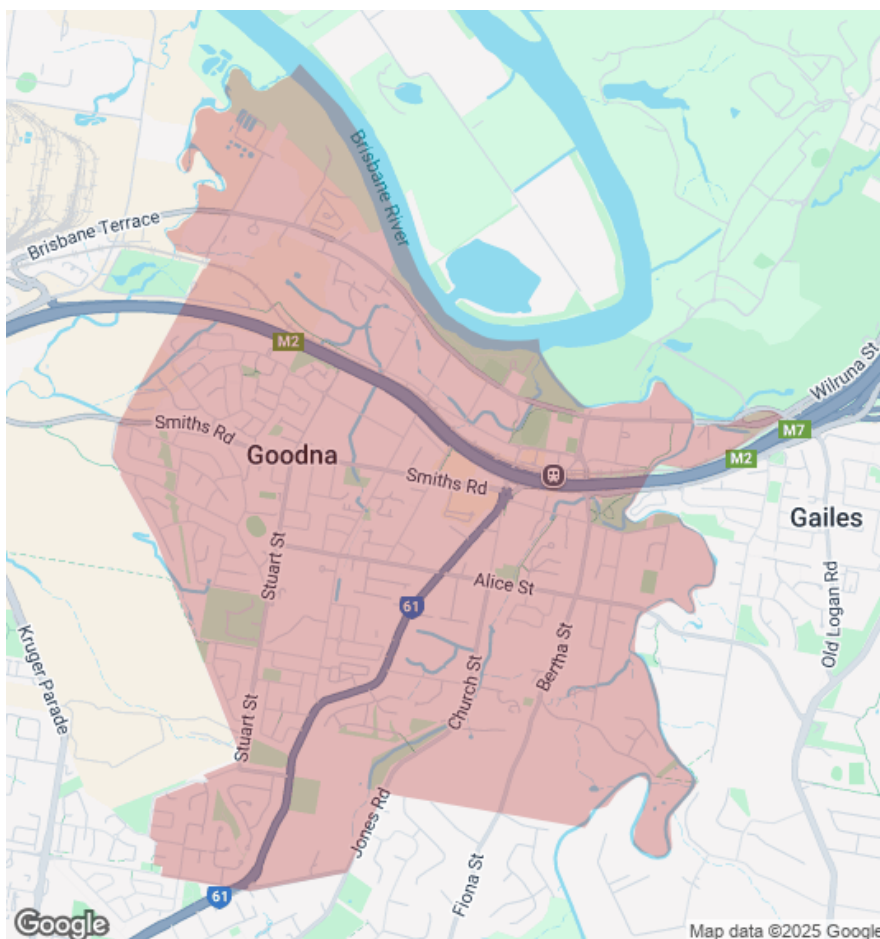 Brisbane River
Brisbane Terrace
M2
Wilruna St
M7
M2
Smiths Rd
Goodna
Smiths Rd
Gailes
Stuart St
Alice St
61
Old Logan Rd
Kruger Parade
Bertha St
Church St
Stuart St
Jones Rd
Fiona St
61
Google
Map data ©2025 Google